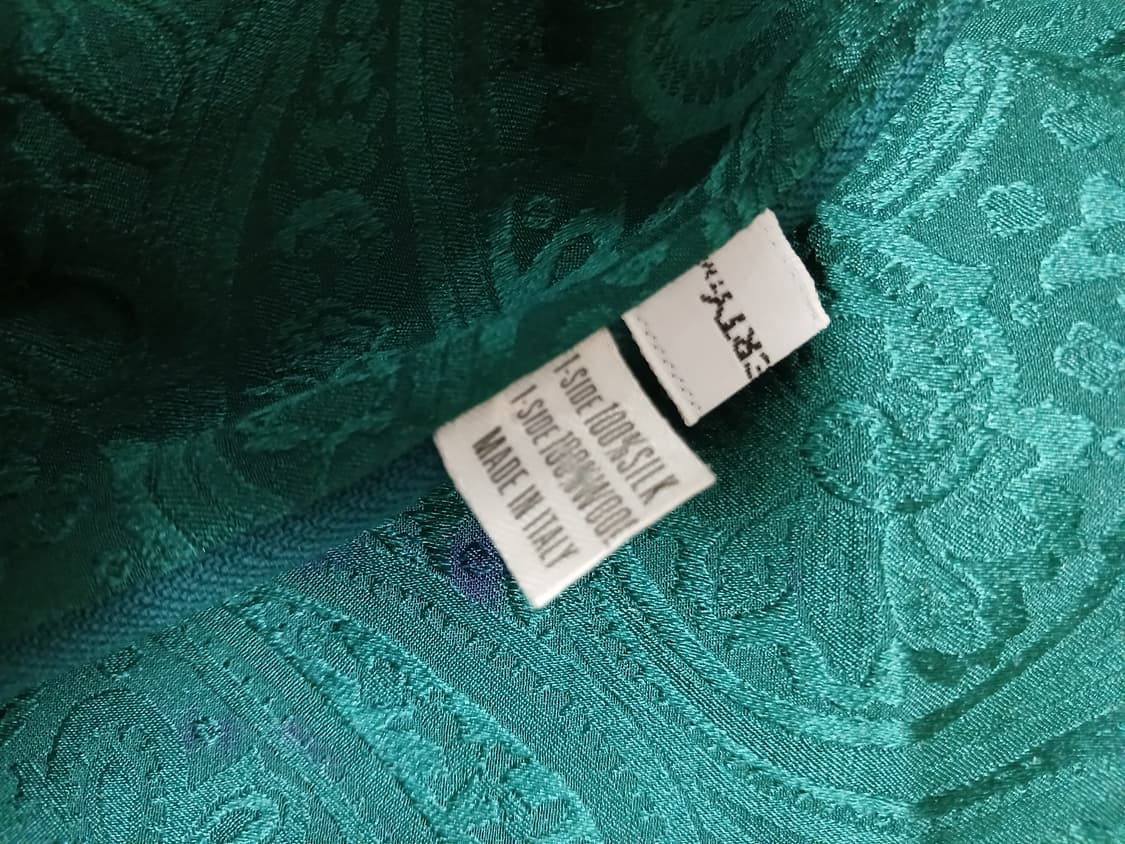 1-SIDE 100%SILK
1-SIDE 100%WOOL
MADE IN ITALY